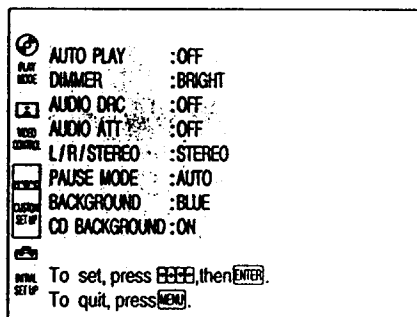 PLAY
MODE
AUTO PLAY :OFF
DIMMER :BRIGHT
AUDIO DRC :OFF
VIDEO
CONTROL
AUDIO ATT :OFF
L/R/STEREO :STEREO
PAUSE MODE :AUTO
CUSTOM
SET UP
BACKGROUND :BLUE
CD BACKGROUND :ON
INITIAL
SET UP
To set, press ,then ENTER.
To quit, press MENU.